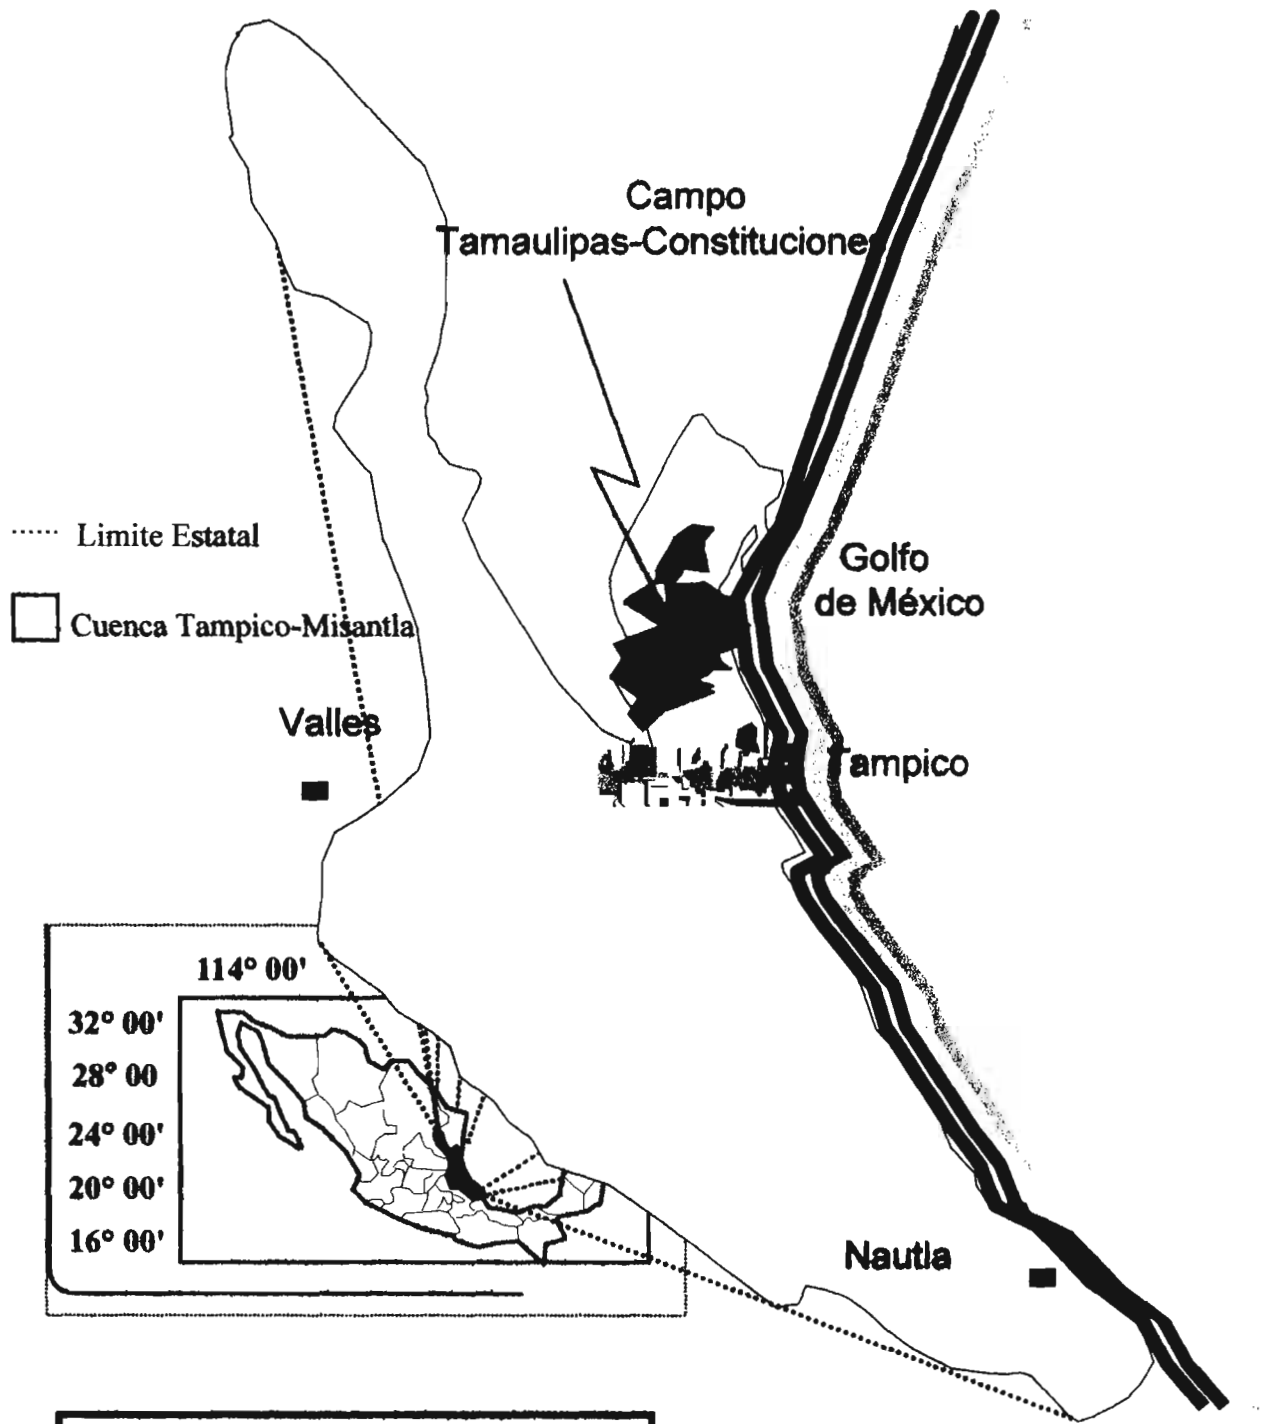 Campo
Tamaulipas-Constituciones
Limite Estatal
Golfo
de México
Cuenca Tampico-Misantla
Valles
Tampico
114° 00'
32° 00'
28° 00
24° 00'
20° 00'
16° 00'
Nautla